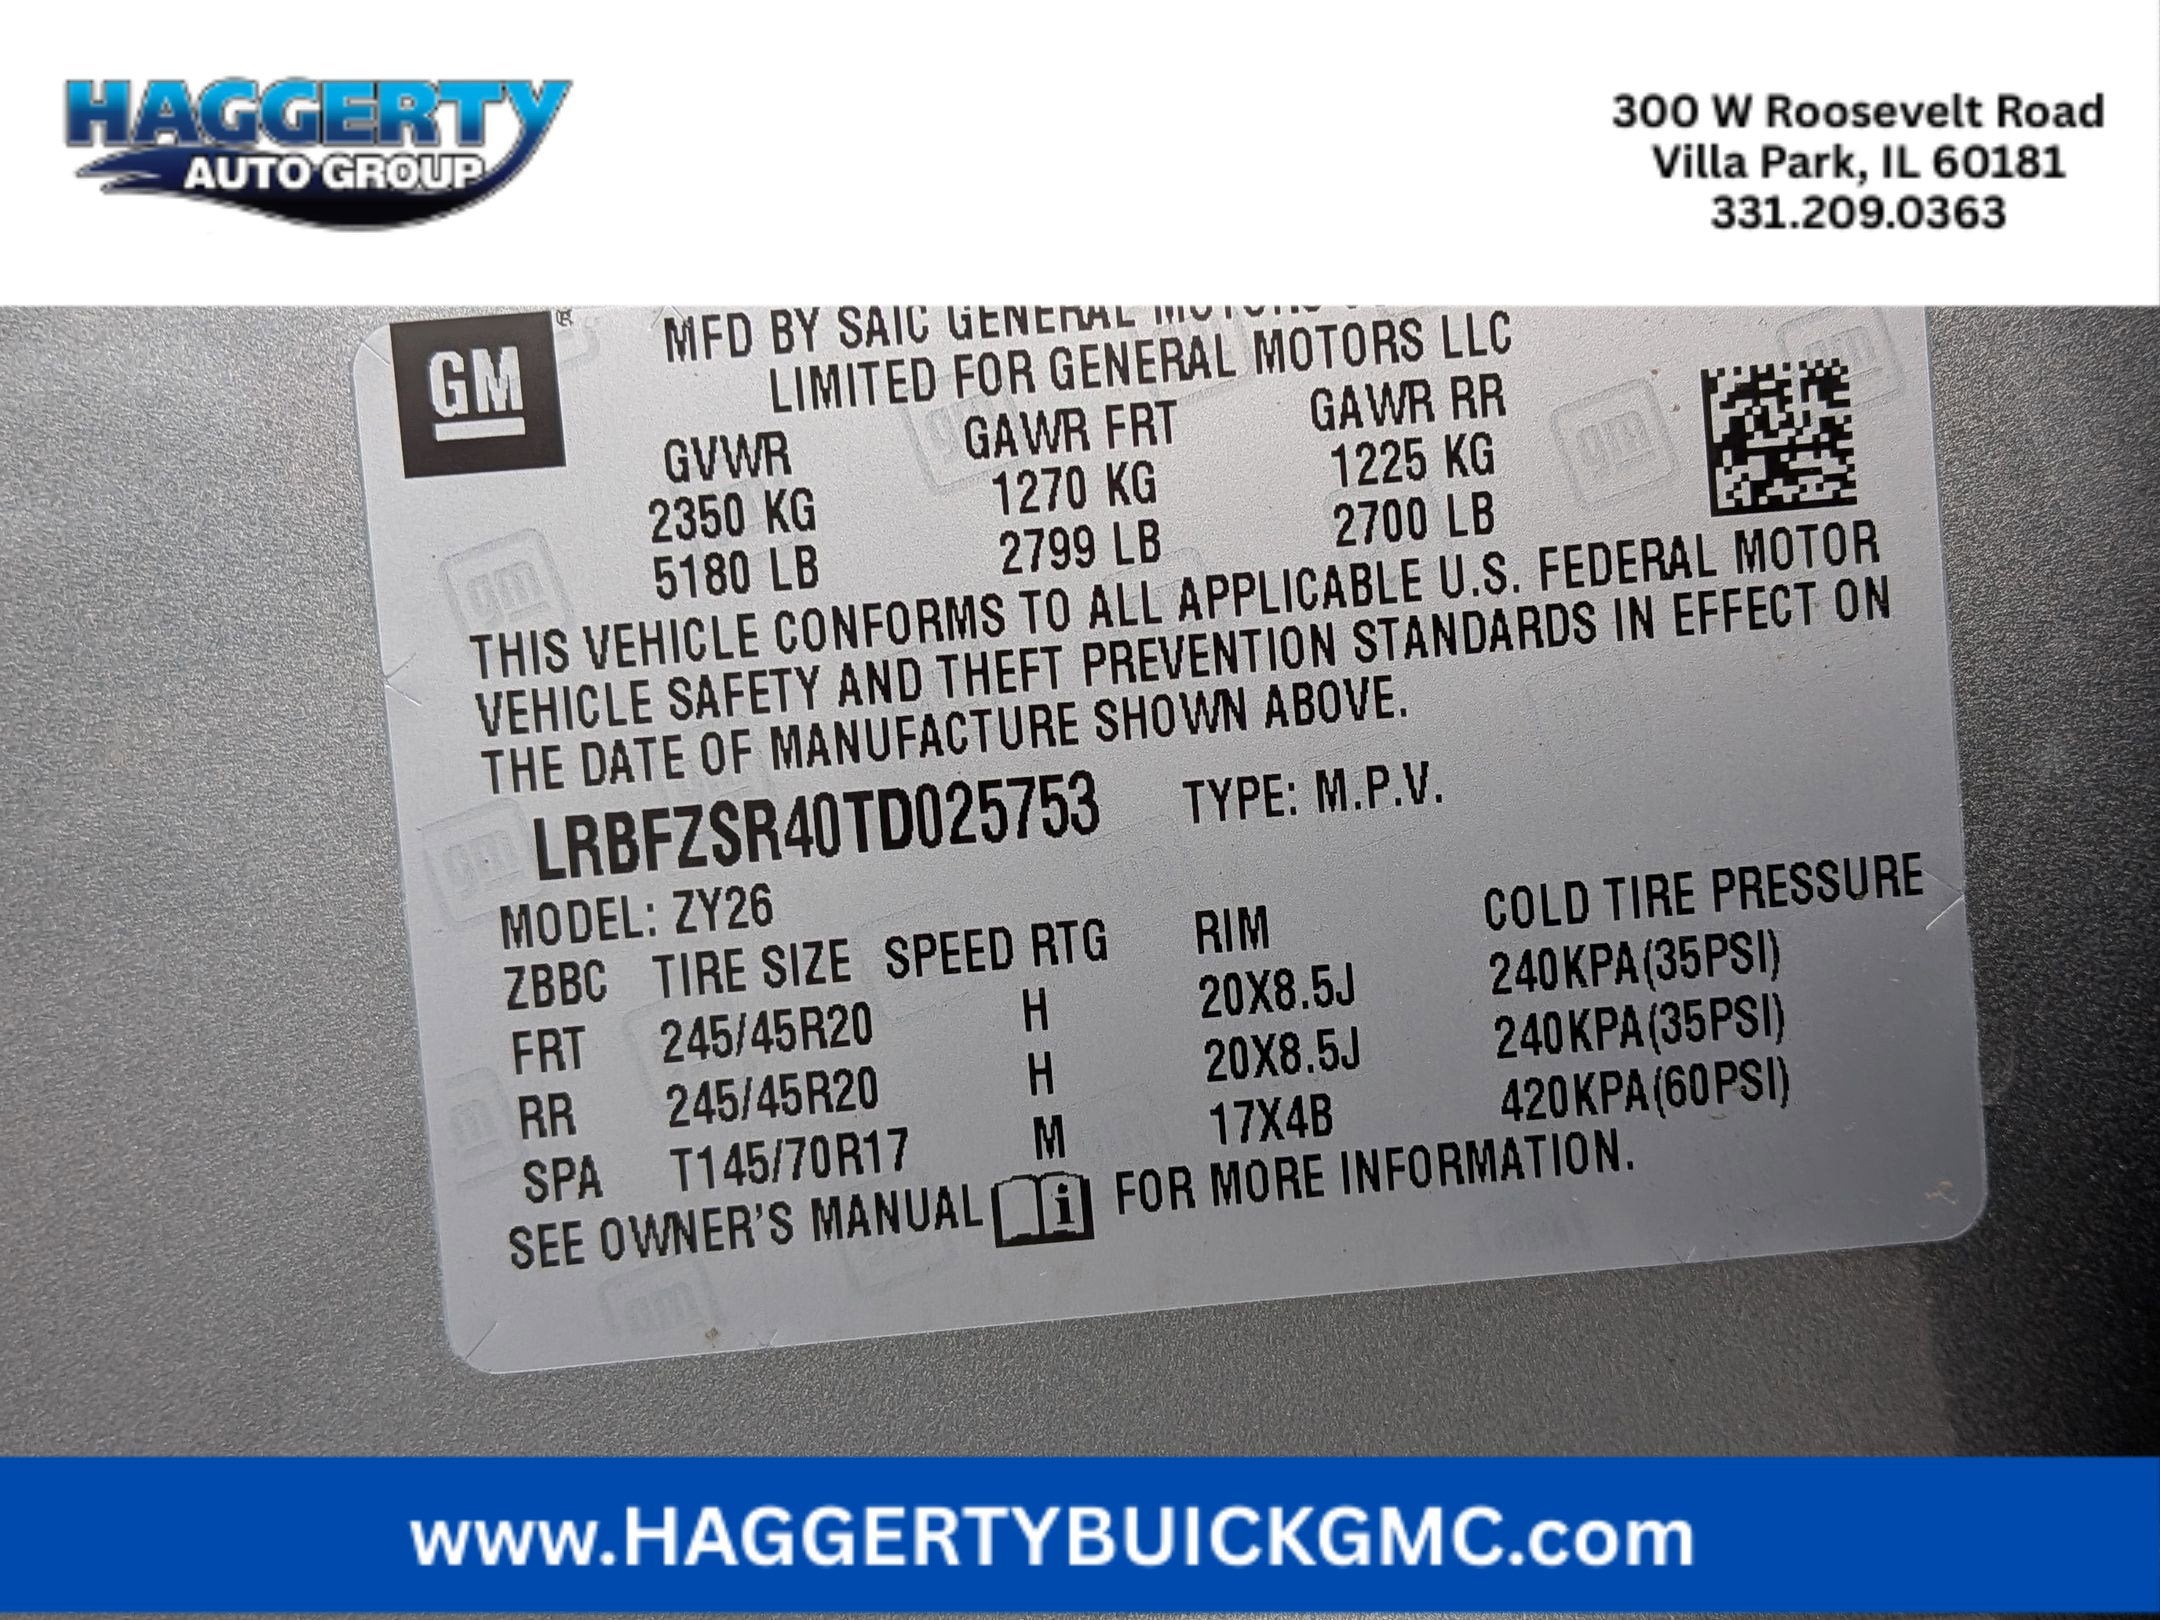 HAGGERTY
AUTO GROUP
300 W Roosevelt Road
Villa Park, IL 60181
331.209.0363
GM
MFD BY SAIC GENERAL MOTORS
LIMITED FOR GENERAL MOTORS LLC
GVWR GAWR FRT GAWR RR
2350 KG 1270 KG 1225 KG
5180 LB 2799 LB 2700 LB
THIS VEHICLE CONFORMS TO ALL APPLICABLE U.S. FEDERAL MOTOR
VEHICLE SAFETY AND THEFT PREVENTION STANDARDS IN EFFECT ON
THE DATE OF MANUFACTURE SHOWN ABOVE.
LRBFZSR40TD025753 TYPE: M.P.V.
MODEL: ZY26
ZBBC TIRE SIZE SPEED RTG RIM COLD TIRE PRESSURE
FRT 245/45R20 H 20X8.5J 240KPA(35PSI)
RR 245/45R20 H 20X8.5J 240KPA(35PSI)
SPA T145/70R17 M 17X4B 420KPA(60PSI)
SEE OWNER'S MANUAL i FOR MORE INFORMATION.
www.HAGGERTYBUICKGMC.com